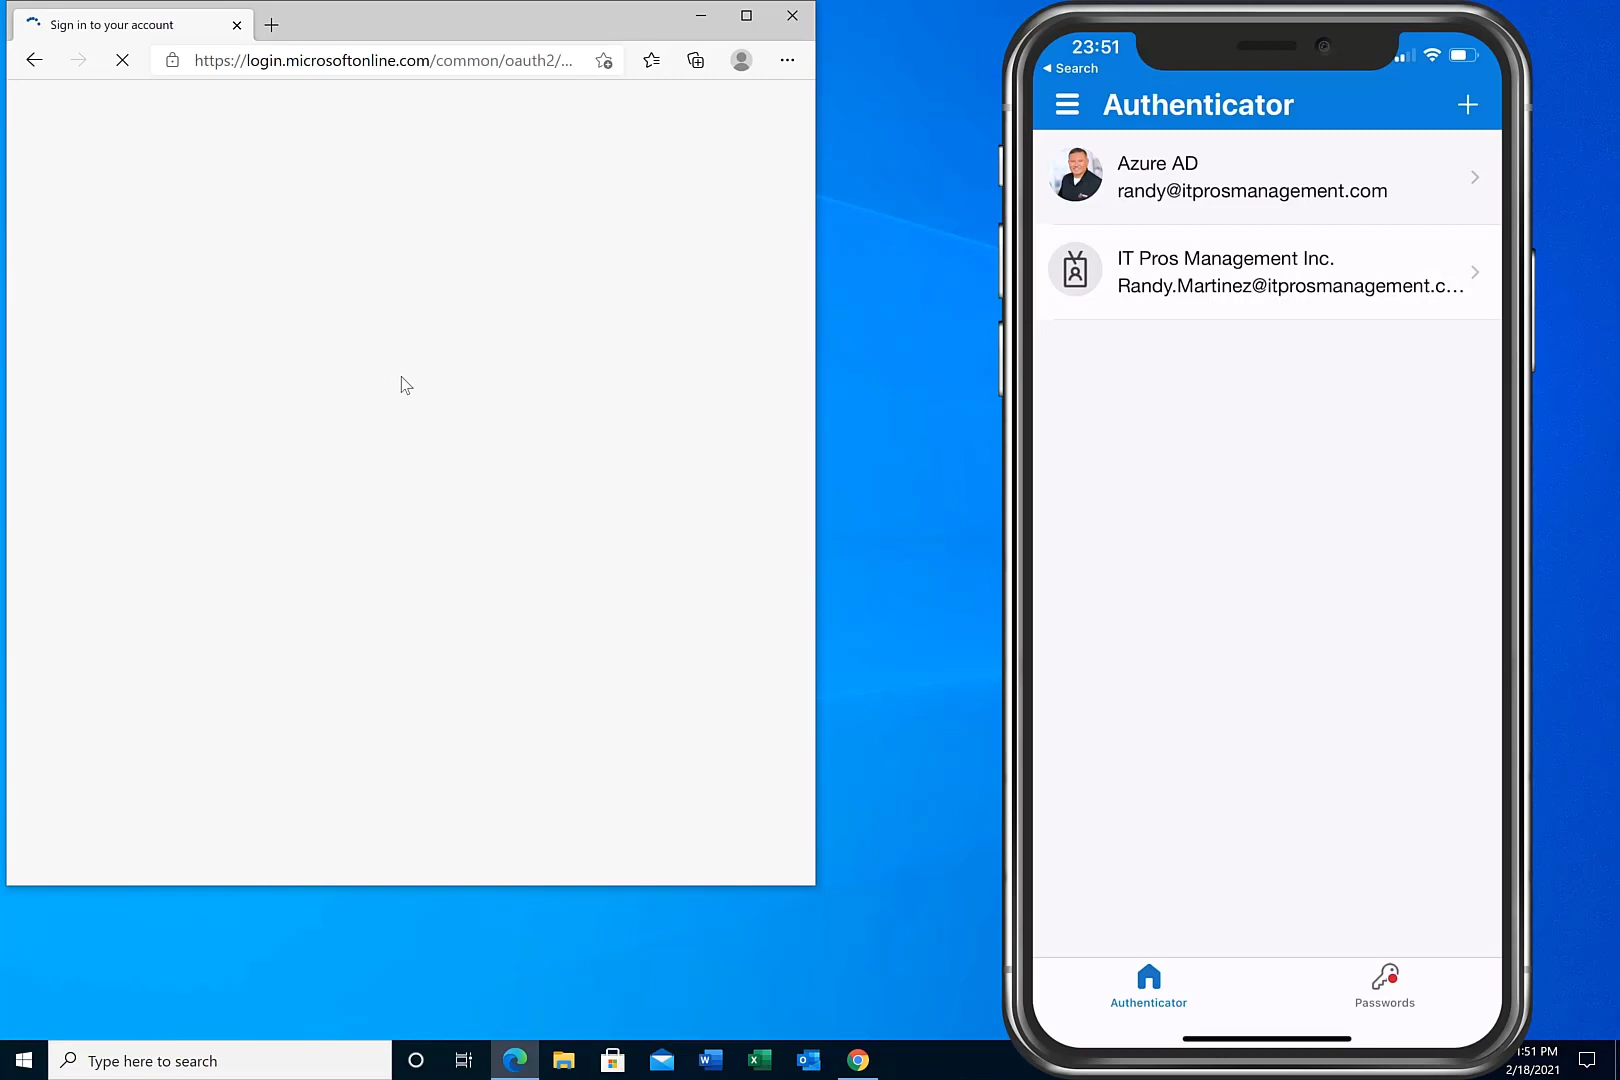 Sign in to your account
https://login.microsoftonline.com/common/oauth2/...
23:51
Search
Authenticator
Azure AD
randy@itprosmanagement.com
IT Pros Management Inc.
Randy.Martinez@itprosmanagement.c...
Authenticator
Passwords
Type here to search
:51 PM
2/18/2021